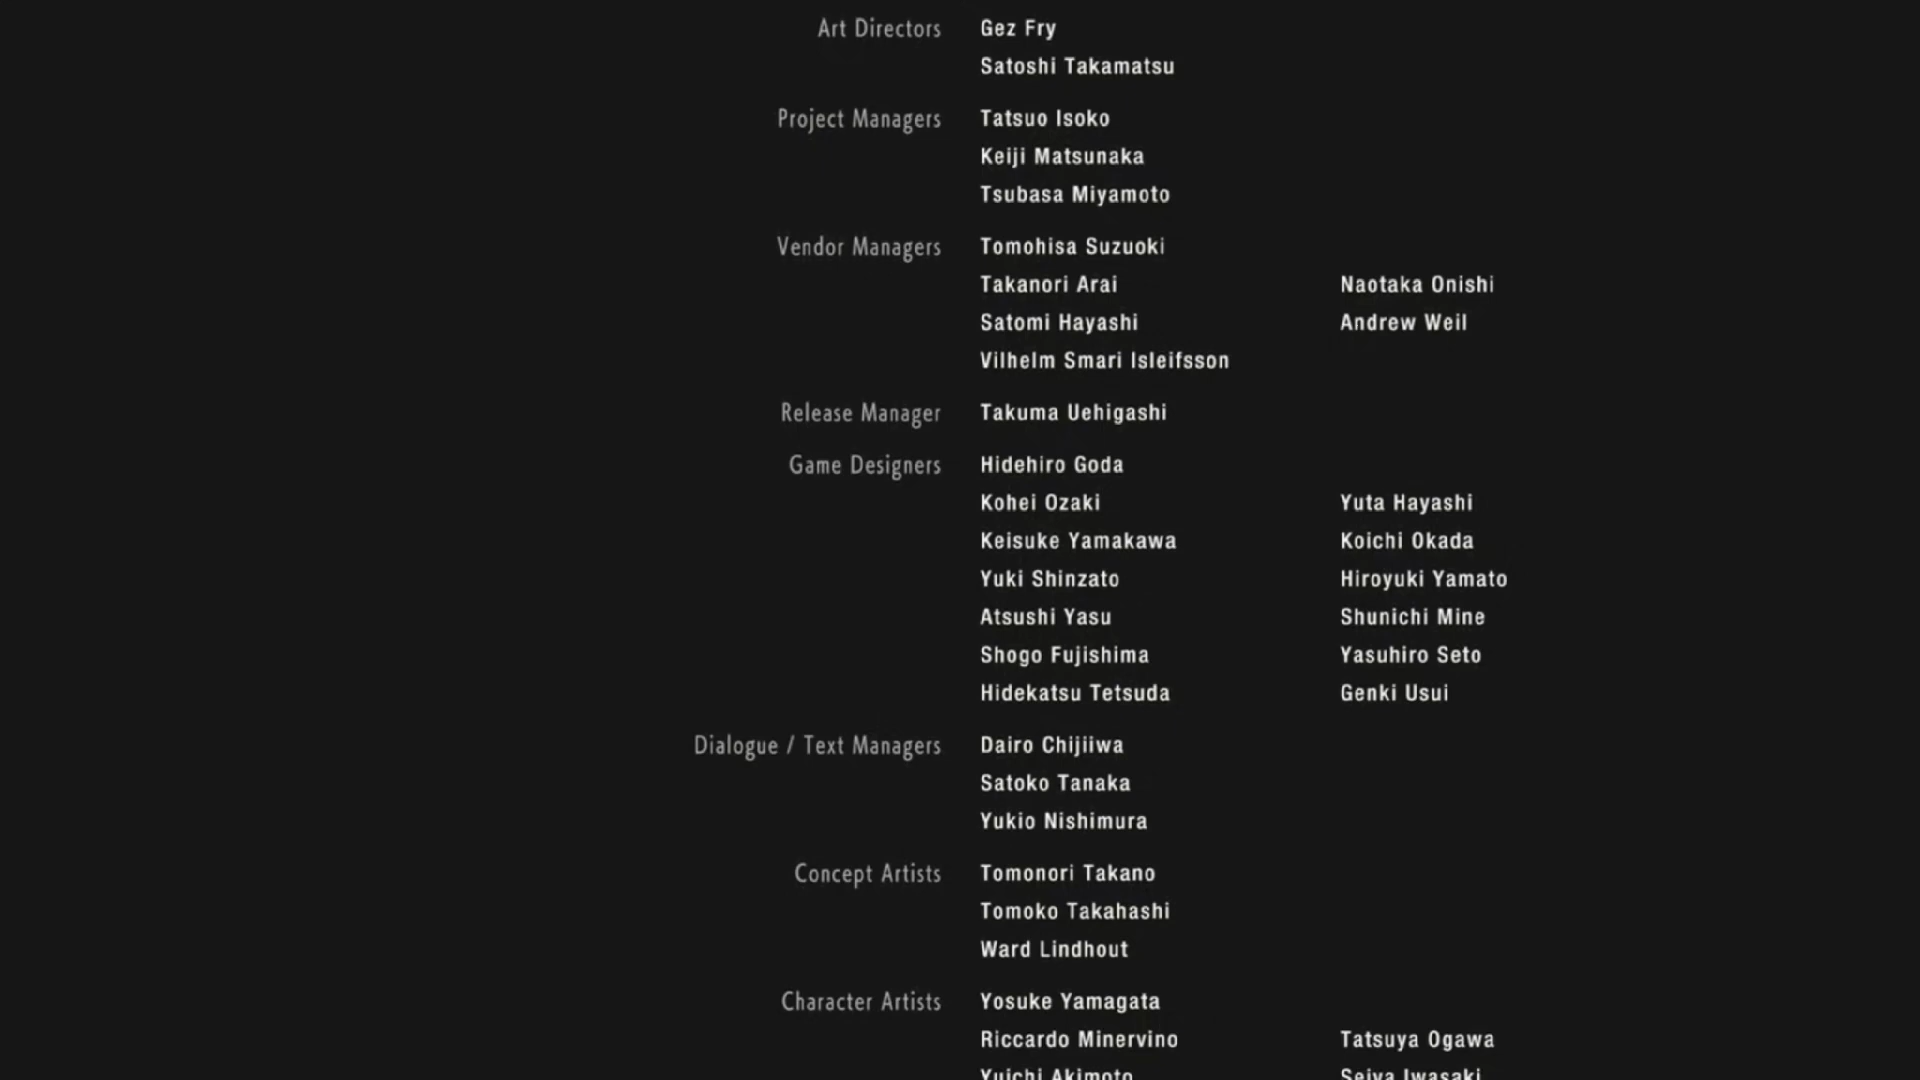 Art Directors Gez Fry
Satoshi Takamatsu
Project Managers Tatsuo Isoko
Keiji Matsunaka
Tsubasa Miyamoto
Vendor Managers Tomohisa Suzuoki
Takanori Arai Naotaka Onishi
Satomi Hayashi Andrew Weil
Vilhelm Smari Isleifsson
Release Manager Takuma Uehigashi
Game Designers Hidehiro Goda
Kohei Ozaki Yuta Hayashi
Keisuke Yamakawa Koichi Okada
Yuki Shinzato Hiroyuki Yamato
Atsushi Yasu Shunichi Mine
Shogo Fujishima Yasuhiro Seto
Hidekatsu Tetsuda Genki Usui
Dialogue / Text Managers Dairo Chijiiwa
Satoko Tanaka
Yukio Nishimura
Concept Artists Tomonori Takano
Tomoko Takahashi
Ward Lindhout
Character Artists Yosuke Yamagata
Riccardo Minervino Tatsuya Ogawa
Yuichi Akimoto Seiya Iwasaki